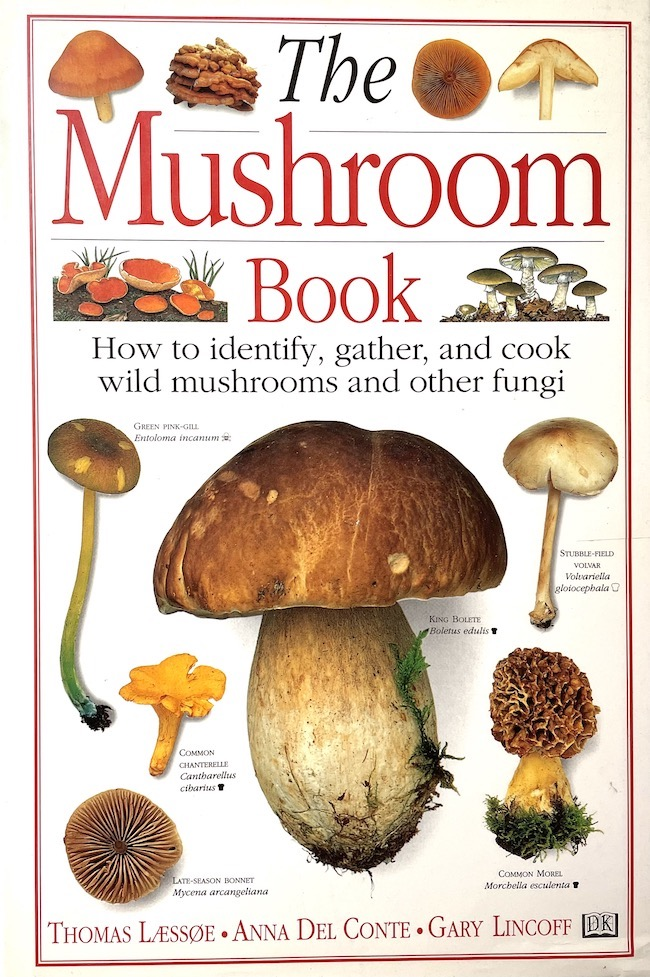 The
Mushroom
Book
How to identify, gather, and cook
wild mushrooms and other fungi
GREEN PINK-GILL
Entoloma incanum
STUBBLE-FIELD
VOLVAR
Volvariella
gloiocephala
KING BOLETE
Boletus edulis
COMMON
CHANTERELLE
Cantharellus
cibarius
LATE-SEASON BONNET
Mycena arcangeliana
COMMON MOREL
Morchella esculenta
THOMAS LÆSSØE • ANNA DEL CONTE • GARY LINCOFF
DK